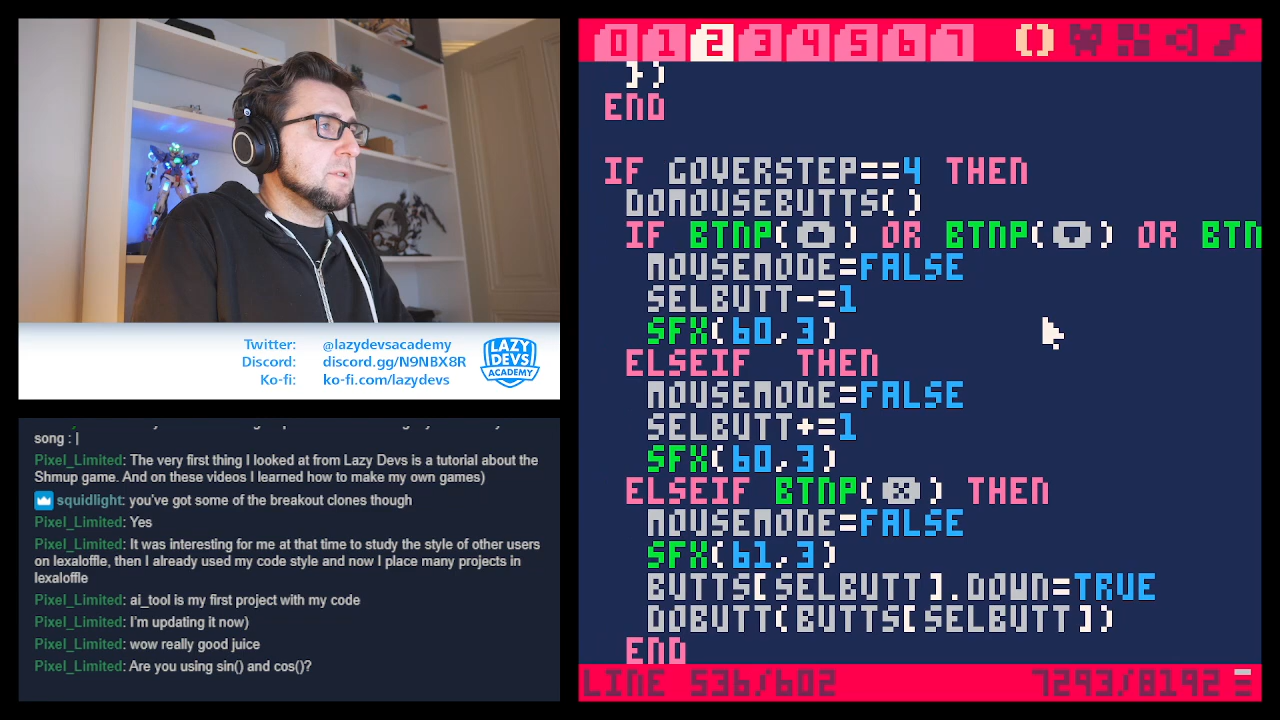 0 1 2 3 4 5 6 7 ()
})
END
IF GOVERSTEP==4 THEN
DOMOUSEBUTTS()
IF BTNP(⬆️) OR BTNP(⬇️) OR BTN
MOUSEMODE=FALSE
SELBUTT-=1
SFX(60,3)
ELSEIF THEN
MOUSEMODE=FALSE
SELBUTT+=1
SFX(60,3)
ELSEIF BTNP(❎) THEN
MOUSEMODE=FALSE
SFX(61,3)
BUTTS[SELBUTT].DOWN=TRUE
DOBUTT(BUTTS[SELBUTT])
END
LINE 536/602 7293/8192
Twitter: @lazydevsacademy
Discord: discord.gg/N9NBX8R
Ko-fi: ko-fi.com/lazydevs
LAZY
DEVS
ACADEMY
song : |
Pixel_Limited: The very first thing I looked at from Lazy Devs is a tutorial about the
Shmup game. And on these videos I learned how to make my own games)
squidlight: you've got some of the breakout clones though
Pixel_Limited: Yes
Pixel_Limited: It was interesting for me at that time to study the style of other users
on lexaloffle, then I already used my code style and now I place many projects in
lexaloffle
Pixel_Limited: ai_tool is my first project with my code
Pixel_Limited: I'm updating it now)
Pixel_Limited: wow really good juice
Pixel_Limited: Are you using sin() and cos()?